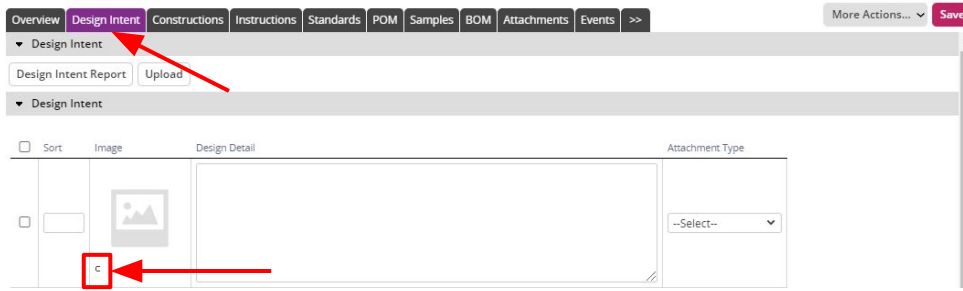 Overview Design Intent Constructions Instructions Standards POM Samples BOM Attachments Events >> More Actions... Save
Design Intent
Design Intent Report Upload
Design Intent
Sort Image Design Detail Attachment Type
--Select--
c